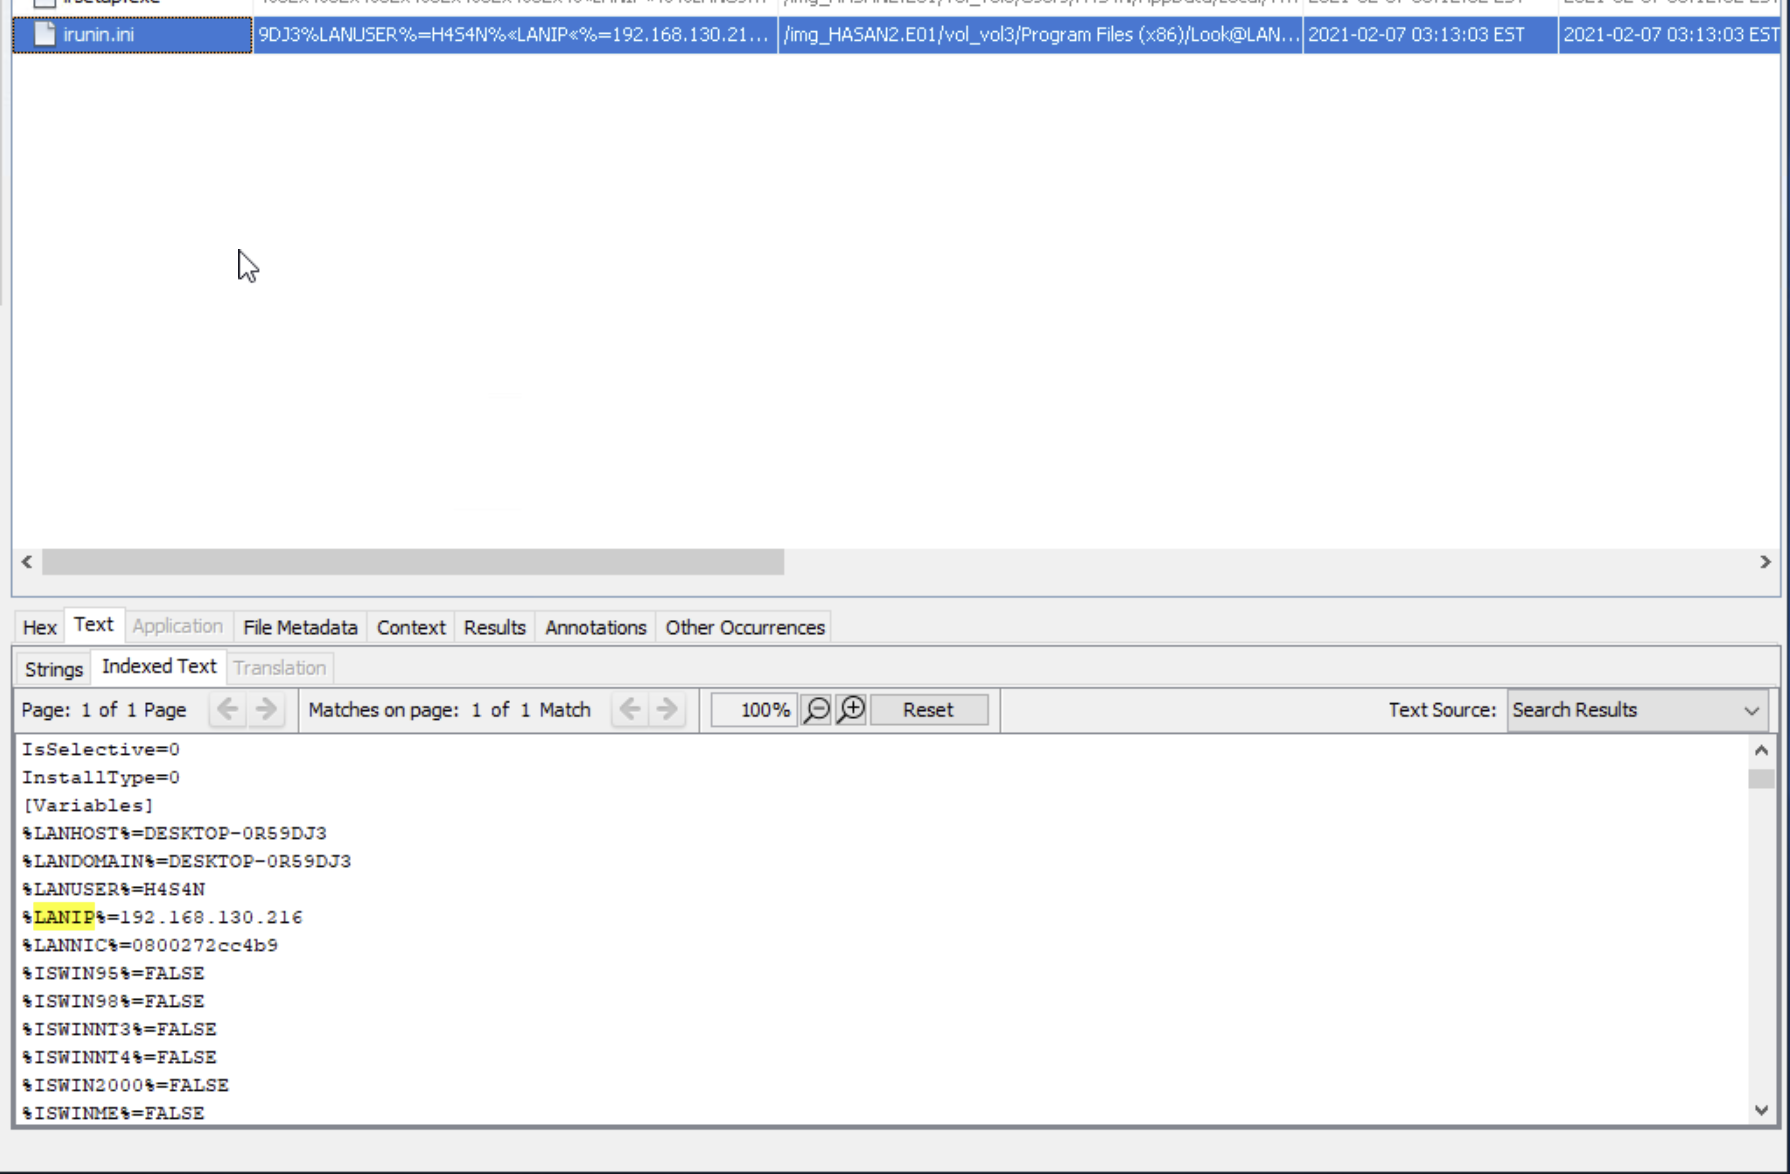 irunin.ini 9DJ3%LANUSER%=H4S4N%«LANIP«%=192.168.130.21... /img_HASAN2.E01/vol_vol3/Program Files (x86)/Look@LAN... 2021-02-07 03:13:03 EST 2021-02-07 03:13:03 EST
Hex Text Application File Metadata Context Results Annotations Other Occurrences
Strings Indexed Text Translation
Page: 1 of 1 Page Matches on page: 1 of 1 Match 100% Reset Text Source: Search Results
IsSelective=0
InstallType=0
[Variables]
%LANHOST%=DESKTOP-0R59DJ3
%LANDOMAIN%=DESKTOP-0R59DJ3
%LANUSER%=H4S4N
%LANIP%=192.168.130.216
%LANNIC%=0800272cc4b9
%ISWIN95%=FALSE
%ISWIN98%=FALSE
%ISWINNT3%=FALSE
%ISWINNT4%=FALSE
%ISWIN2000%=FALSE
%ISWINME%=FALSE